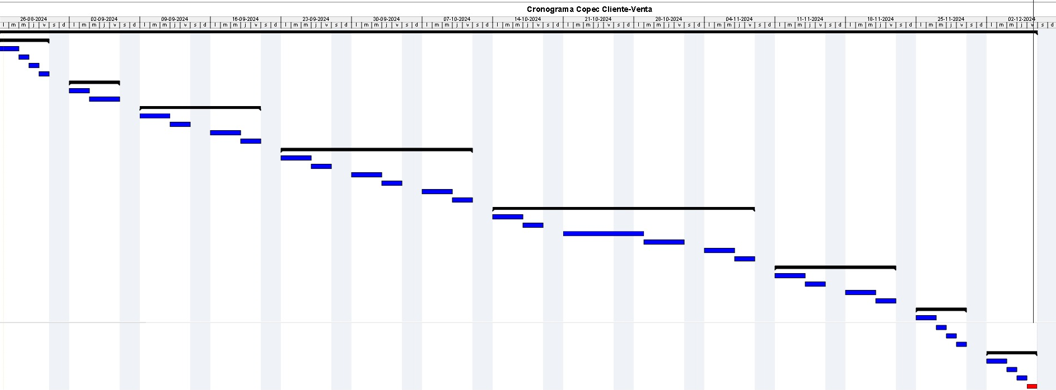 Cronograma Copec Cliente-Venta
26-08-2024 02-09-2024 09-09-2024 16-09-2024 23-09-2024 30-09-2024 07-10-2024 14-10-2024 21-10-2024 28-10-2024 04-11-2024 11-11-2024 18-11-2024 25-11-2024 02-12-2024
l m m j v s d l m m j v s d l m m j v s d l m m j v s d l m m j v s d l m m j v s d l m m j v s d l m m j v s d l m m j v s d l m m j v s d l m m j v s d l m m j v s d l m m j v s d l m m j v s d l m m j v s d